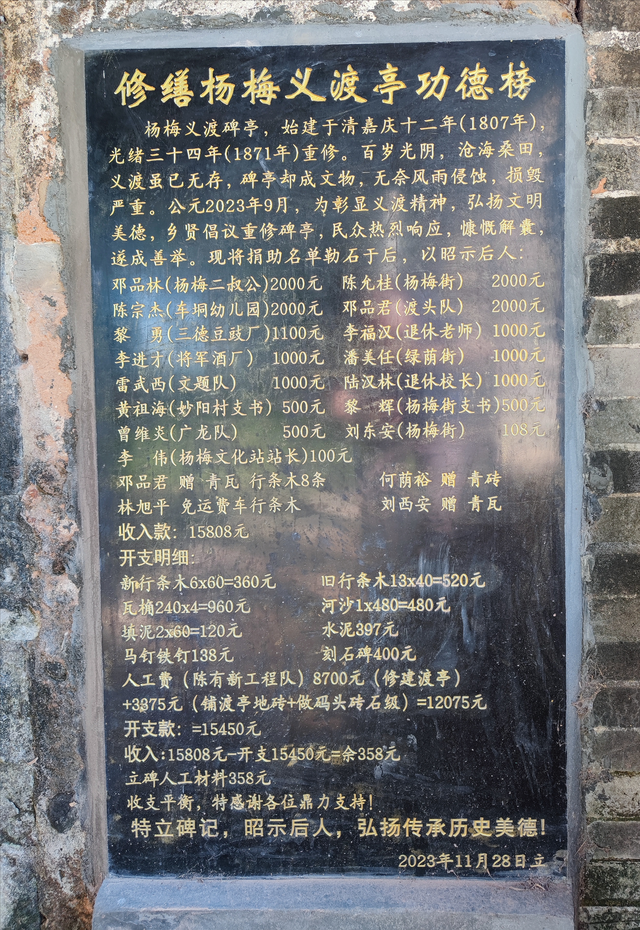 修缮杨梅义渡亭功德榜
杨梅义渡碑亭，始建于清嘉庆十二年(1807年)，
光绪三十四年(1871年)重修。百岁光阴，沧海桑田，
义渡虽已无存，碑亭却成文物，无奈风雨侵蚀，损毁
严重。公元2023年9月，为彰显义渡精神，弘扬文明
美德，乡贤倡议重修碑亭，民众热烈响应，慷慨解囊，
遂成善举。现将捐助名单勒石于后，以昭示后人：
邓品林(杨梅二叔公)2000元 陈允桂(杨梅街) 2000元
陈宗杰(车垌幼儿园)2000元 邓品君(渡头队) 2000元
黎 勇(三德豆豉厂)1100元 李福汉(退休老师) 1000元
李进才(将军酒厂) 1000元 潘美任(绿荫街) 1000元
雷武西(文题队) 1000元 陆汉林(退休校长) 1000元
黄祖海(妙阳村支书) 500元 黎 辉(杨梅街支书)500元
曾维炎(广龙队) 500元 刘东安(杨梅街) 108元
李 伟(杨梅文化站站长)100元
邓品君 赠 青瓦 行条木8条 何荫裕 赠 青砖
林旭平 免运费车行条木 刘西安 赠 青瓦
收入款：15808元
开支明细：
新行条木6x60=360元 旧行条木13x40=520元
瓦桷240x4=960元 河沙1x480=480元
填泥2x60=120元 水泥397元
马钉铁钉138元 刻石碑400元
人工费（陈有新工程队）8700元（修建渡亭）
+3375元（铺渡亭地砖+做码头砖石级）=12075元
开支款：=15450元
收入:15808元-开支15450元=余358元
立碑人工材料358元
收支平衡，特感谢各位鼎力支持！
特立碑记，昭示后人，弘扬传承历史美德！
2023年11月28日立